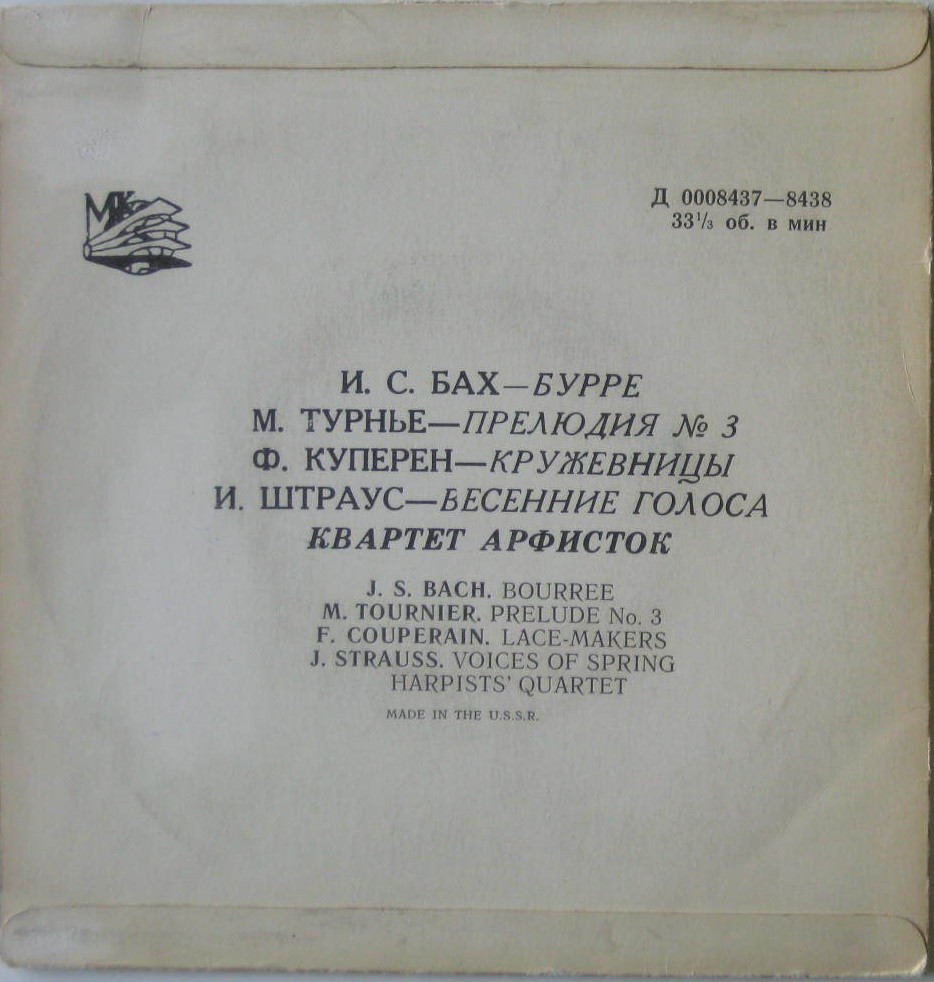 МК
Д 0008437—8438
33⅓ об. в мин
И. С. БАХ—БУРРЕ
М. ТУРНЬЕ—ПРЕЛЮДИЯ № 3
Ф. КУПЕРЕН—КРУЖЕВНИЦЫ
И. ШТРАУС—ВЕСЕННИЕ ГОЛОСА
КВАРТЕТ АРФИСТОК
J. S. BACH. BOURREE
M. TOURNIER. PRELUDE No. 3
F. COUPERAIN. LACE-MAKERS
J. STRAUSS. VOICES OF SPRING
HARPISTS' QUARTET
MADE IN THE U.S.S.R.